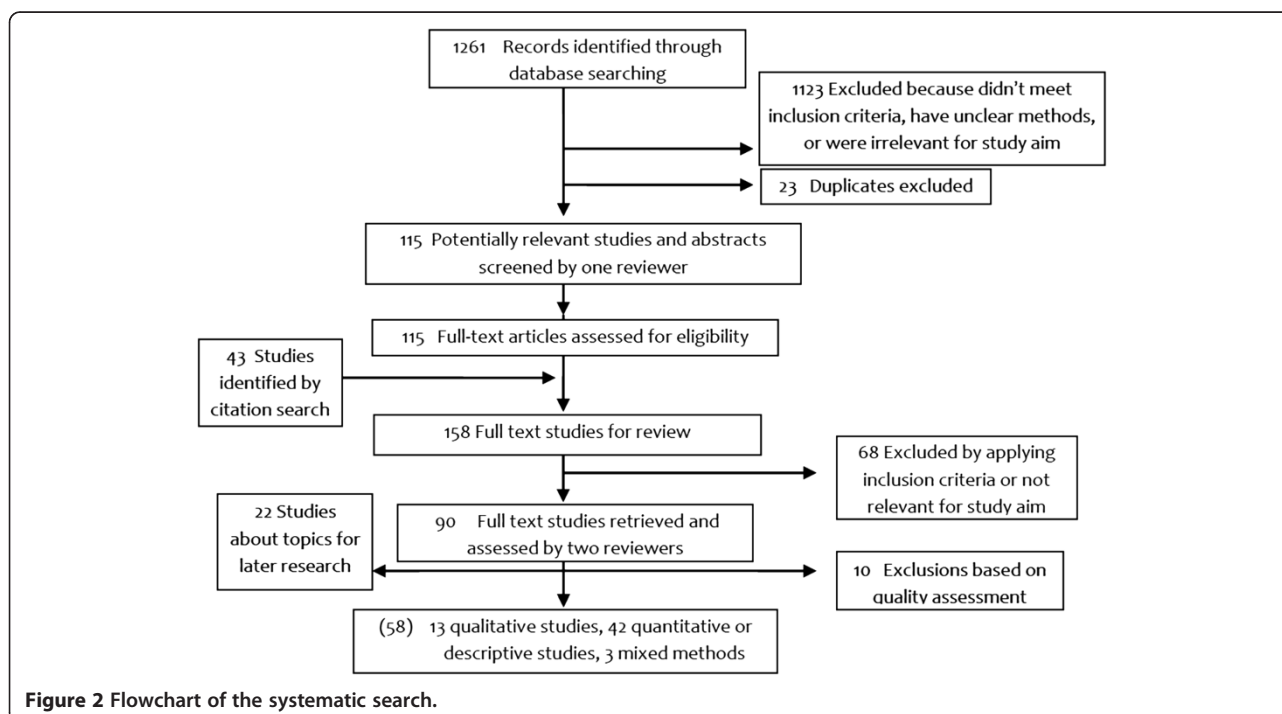 1261 Records identified through
database searching
1123 Excluded because didn't meet
inclusion criteria, have unclear methods,
or were irrelevant for study aim
23 Duplicates excluded
115 Potentially relevant studies and abstracts
screened by one reviewer
115 Full-text articles assessed for eligibility
43 Studies
identified by
citation search
158 Full text studies for review
68 Excluded by applying
inclusion criteria or not
relevant for study aim
90 Full text studies retrieved and
assessed by two reviewers
22 Studies
about topics for
later research
10 Exclusions based on
quality assessment
(58) 13 qualitative studies, 42 quantitative or
descriptive studies, 3 mixed methods
Figure 2 Flowchart of the systematic search.